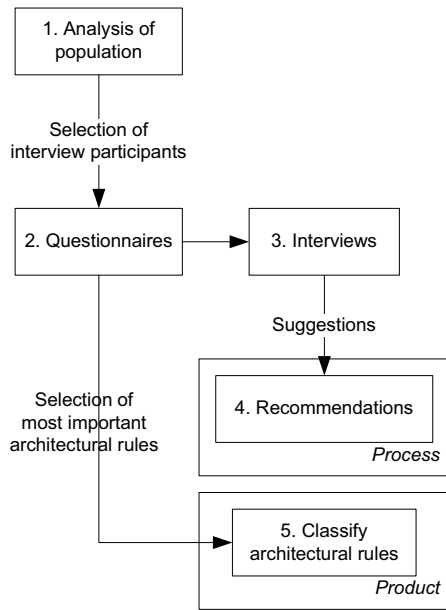 1. Analysis of
population
Selection of
interview participants
2. Questionnaires
3. Interviews
Suggestions
Selection of
most important
architectural rules
4. Recommendations
Process
5. Classify
architectural rules
Product